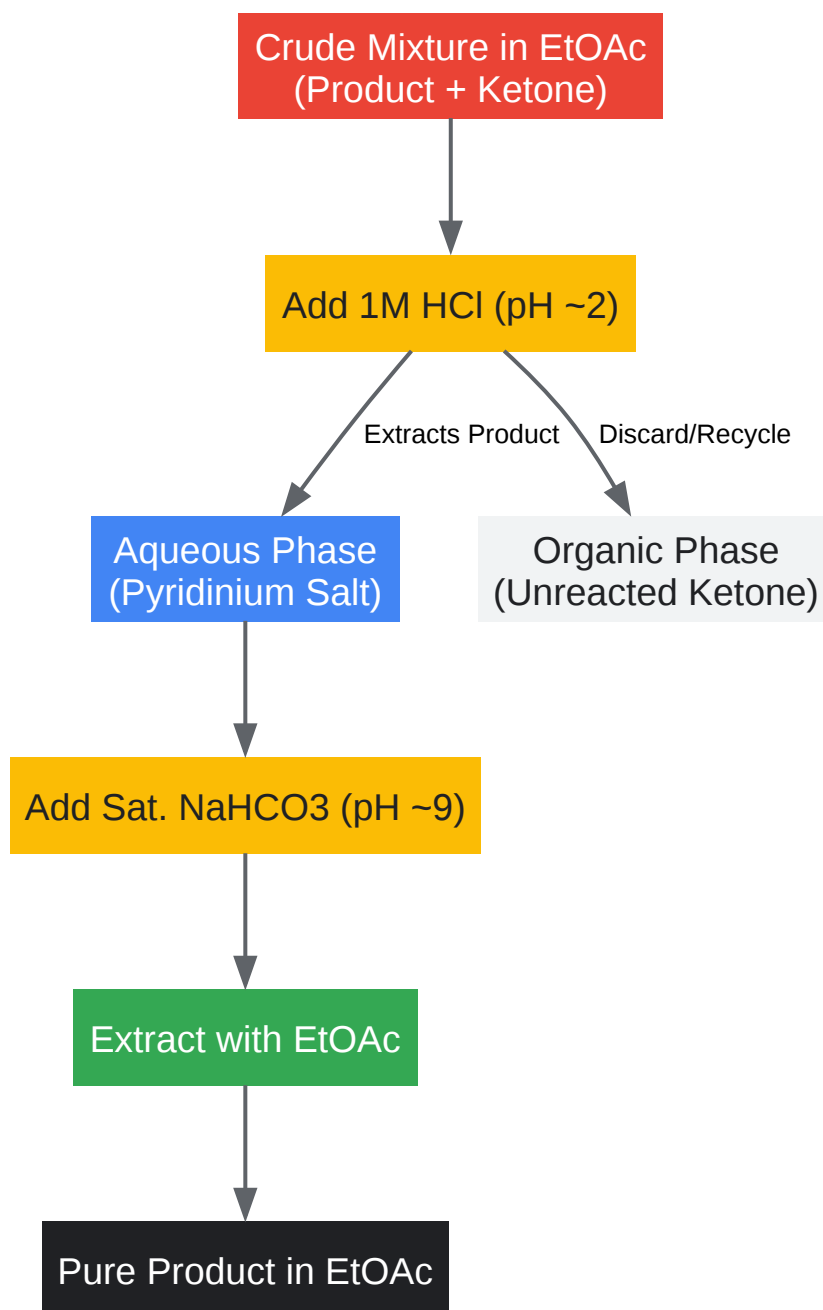 Crude Mixture in EtOAc
(Product + Ketone)
Add 1M HCl (pH ~2)
Extracts Product
Discard/Recycle
Aqueous Phase
(Pyridinium Salt)
Organic Phase
(Unreacted Ketone)
Add Sat. NaHCO3 (pH ~9)
Extract with EtOAc
Pure Product in EtOAc